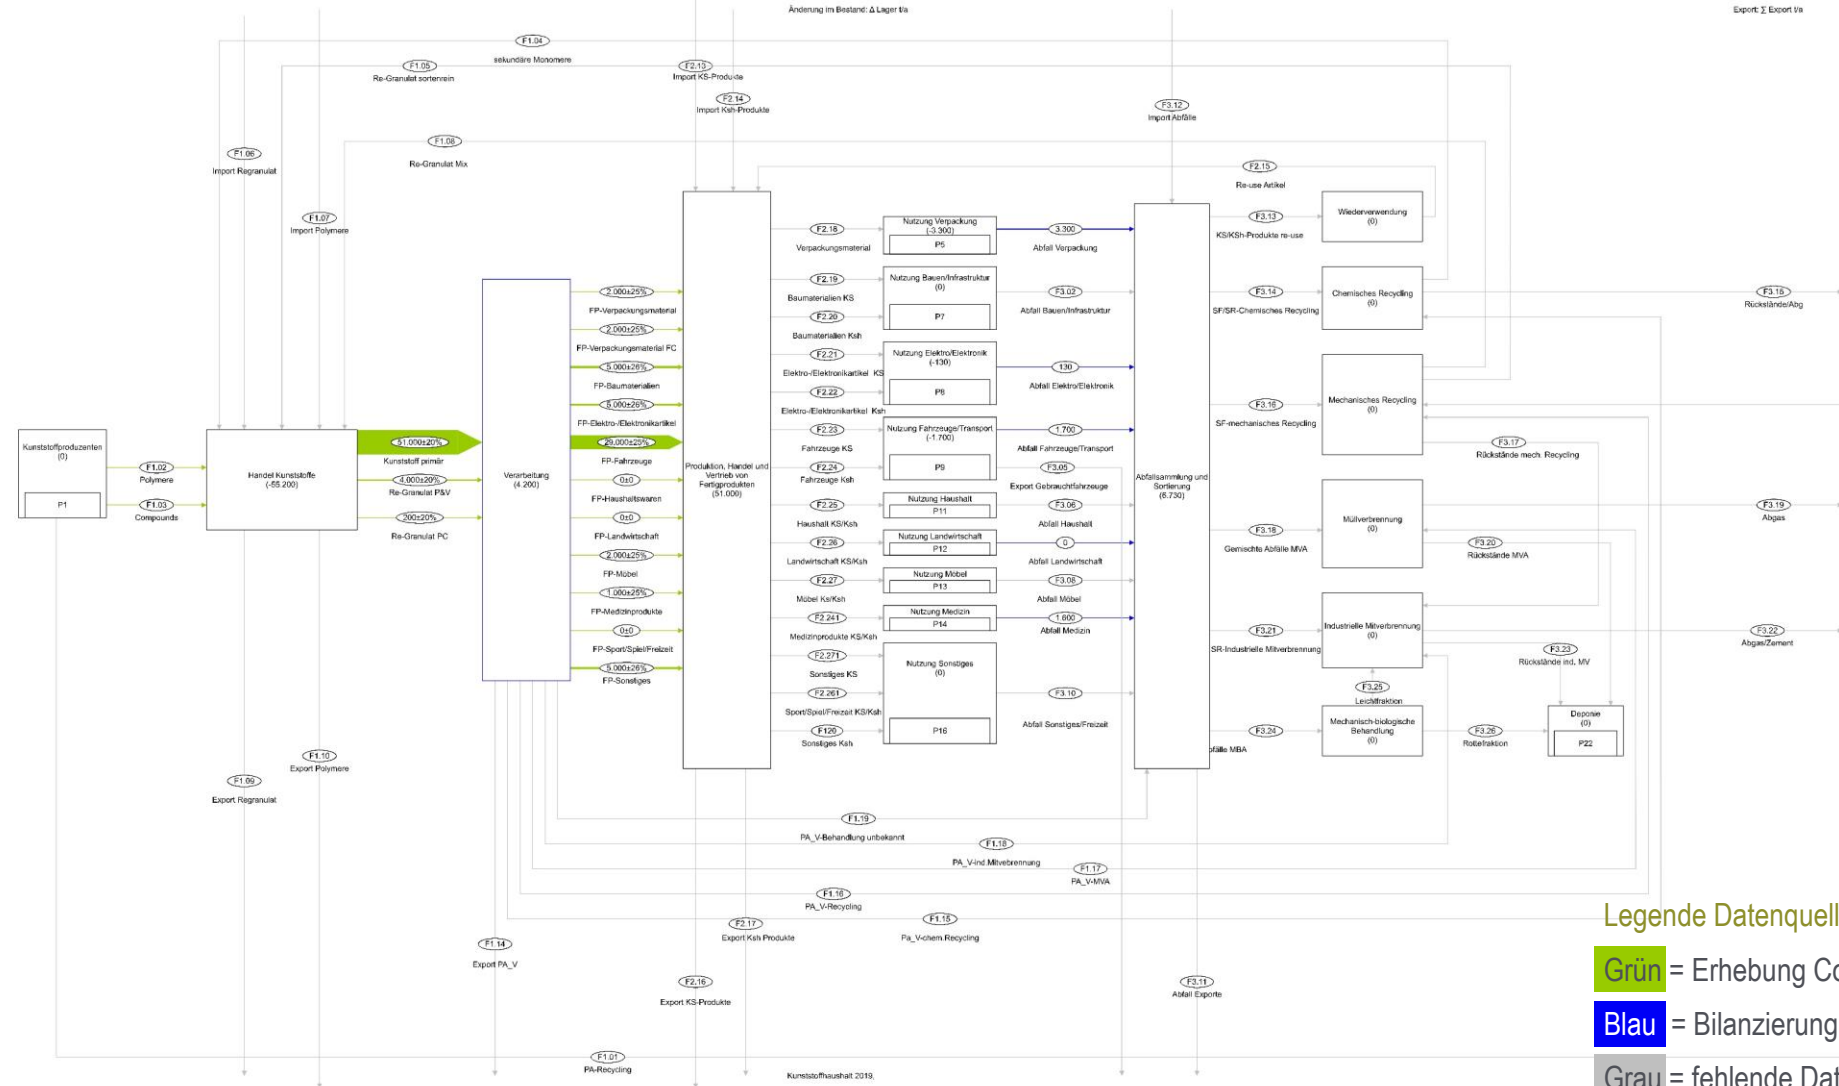 Änderung im Bestand: Δ Lager t/a
Export: Σ Export t/a
F1.04
sekundäre Monomere
F1.05
Re-Granulat sortenrein
F2.13
Import KS-Produkte
F2.14
Import Ksh-Produkte
F3.12
Import Abfälle
F1.06
Import Regranulat
F1.08
Re-Granulat Mix
F1.07
Import Polymere
F2.15
Re-use Artikel
Kunststoffproduzenten
(0)
P1
F1.02
Polymere
F1.03
Compounds
Handel Kunststoffe
(-55.200)
51.000±20%
Kunststoff primär
4.000±20%
Re-Granulat P&V
200±20%
Re-Granulat PC
Verarbeitung
(4.200)
2.000±25%
FP-Verpackungsmaterial
2.000±25%
FP-Verpackungsmaterial FC
5.000±26%
FP-Baumaterialien
5.000±26%
FP-Elektro-/Elektronikartikel
29.000±25%
FP-Fahrzeuge
0±0
FP-Haushaltswaren
0±0
FP-Landwirtschaft
2.000±25%
FP-Möbel
1.000±25%
FP-Medizinprodukte
0±0
FP-Sport/Spiel/Freizeit
5.000±26%
FP-Sonstiges
Produktion, Handel und
Vertrieb von
Fertigprodukten
(51.000)
F2.18
Verpackungsmaterial
F2.19
Baumaterialien KS
F2.20
Baumaterialien Ksh
F2.21
Elektro-/Elektronikartikel KS
F2.22
Elektro-/Elektronikartikel Ksh
F2.23
Fahrzeuge KS
F2.24
Fahrzeuge Ksh
F2.25
Haushalt KS/Ksh
F2.26
Landwirtschaft KS/Ksh
F2.27
Möbel Ks/Ksh
F2.241
Medizinprodukte KS/Ksh
F2.271
Sonstiges KS
F2.261
Sport/Spiel/Freizeit KS/Ksh
F120
Sonstiges Ksh
Nutzung Verpackung
(-3.300)
P5
Nutzung Bauen/Infrastruktur
(0)
P7
Nutzung Elektro/Elektronik
(-130)
P8
Nutzung Fahrzeuge/Transport
(-1.700)
P9
Nutzung Haushalt
P11
Nutzung Landwirtschaft
P12
Nutzung Möbel
P13
Nutzung Medizin
P14
Nutzung Sonstiges
(0)
P16
3.300
Abfall Verpackung
F3.02
Abfall Bauen/Infrastruktur
130
Abfall Elektro/Elektronik
1.700
Abfall Fahrzeuge/Transport
F3.05
Export Gebrauchtfahrzeuge
F3.06
Abfall Haushalt
0
Abfall Landwirtschaft
F3.08
Abfall Möbel
1.600
Abfall Medizin
F3.10
Abfall Sonstiges/Freizeit
Abfallsammlung und
Sortierung
(6.730)
F3.13
KS/KSh-Produkte re-use
F3.14
SF/SR-Chemisches Recycling
F3.16
SF-mechanisches Recycling
F3.18
Gemischte Abfälle MVA
F3.21
SR-Industrielle Mitverbrennung
F3.24
fälle MBA
Wiederverwendung
(0)
Chemisches Recycling
(0)
Mechanisches Recycling
(0)
Müllverbrennung
(0)
Industrielle Mitverbrennung
(0)
F3.25
Leichtfraktion
Mechanisch-biologische
Behandlung
(0)
F3.15
Rückstände/Abg
F3.17
Rückstände mech. Recycling
F3.19
Abgas
F3.20
Rückstände MVA
F3.22
Abgas/Zement
F3.23
Rückstände ind. MV
F3.26
Rottefraktion
Deponie
(0)
P22
F1.10
Export Polymere
F1.09
Export Regranulat
F1.19
PA_V-Behandlung unbekannt
F1.18
PA_V-ind.Mitvebrennung
F1.17
PA_V-MVA
F1.16
PA_V-Recycling
F1.15
Pa_V-chem.Recycling
F2.17
Export Ksh Produkte
F1.14
Export PA_V
F2.16
Export KS-Produkte
F3.11
Abfall Exporte
F1.01
PA-Recycling
Kunststoffhaushalt 2019,
Legende Datenquell
Grün = Erhebung Co
Blau = Bilanzierung
Grau = fehlende Dat